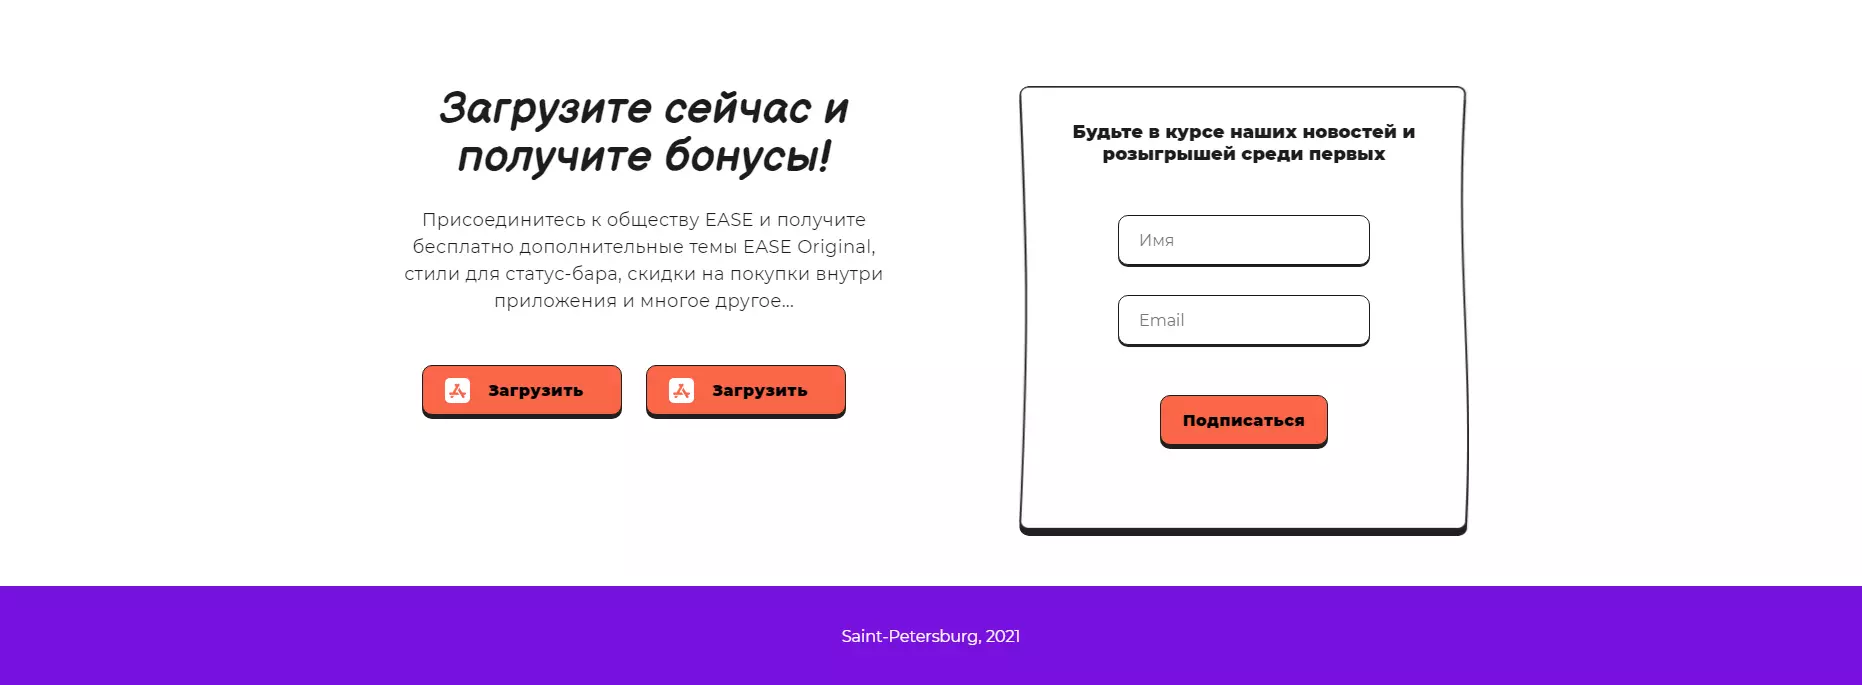 Загрузите сейчас и
получите бонусы!
Присоединитесь к обществу EASE и получите
бесплатно дополнительные темы EASE Original,
стили для статус-бара, скидки на покупки внутри
приложения и многое другое...
Загрузить
Загрузить
Будьте в курсе наших новостей и
розыгрышей среди первых
Имя
Email
Подписаться
Saint-Petersburg, 2021